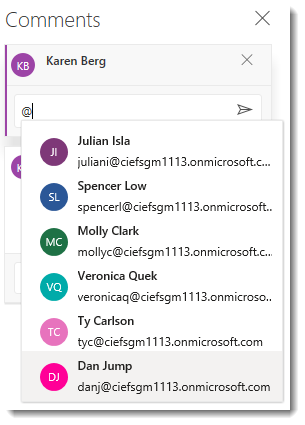 Comments
KB
Karen Berg
@
JI
Julian Isla
juliani@ciefsgm1113.onmicrosoft.c...
SL
Spencer Low
spencerl@ciefsgm1113.onmicrosoft....
MC
Molly Clark
mollyc@ciefsgm1113.onmicrosoft.c...
VQ
Veronica Quek
veronicaq@ciefsgm1113.onmicroso...
TC
Ty Carlson
tyc@ciefsgm1113.onmicrosoft.com
DJ
Dan Jump
danj@ciefsgm1113.onmicrosoft.com